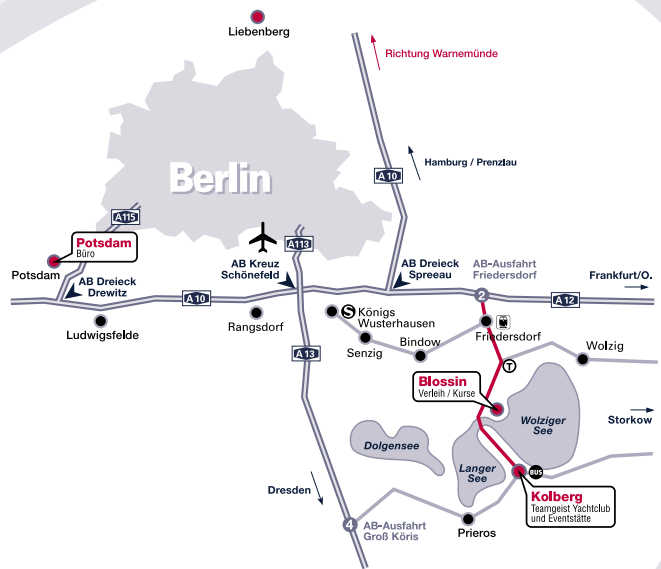 Liebenberg
Richtung Warnemünde
Berlin
Hamburg / Prenzlau
A 10
A115
Potsdam
Büro
A113
Potsdam
AB Dreieck
Drewitz
AB Kreuz
Schönefeld
AB Dreieck
Spreeau
AB-Ausfahrt
Friedersdorf
Frankfurt/O.
A 10
2
A 12
Ludwigsfelde
Rangsdorf
S
Königs
Wusterhausen
Friedersdorf
Senzig
Bindow
Wolzig
A 13
T
Blossin
Verleih / Kurse
Wolziger
See
Storkow
Dolgensee
Langer
See
BUS
Dresden
Kolberg
Teamgeist Yachtclub
und Eventstätte
4
AB-Ausfahrt
Groß Köris
Prieros